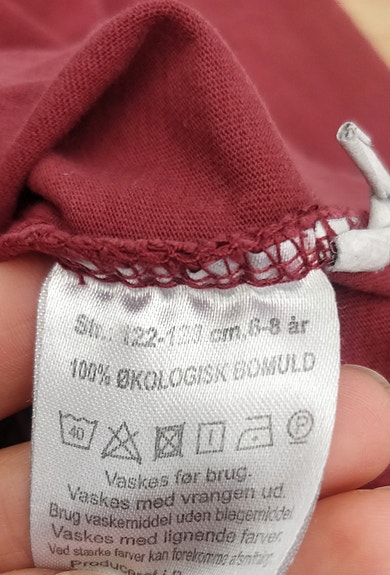 Str.: 122-128 cm, 6-8 år
100% ØKOLOGISK BOMULD
40 P
Vaskes før brug.
Vaskes med vrangen ud.
Brug vaskemiddel uden blegemiddel
Vaskes med lignende farver.
Ved stærke farver kan forekomme afsmitning